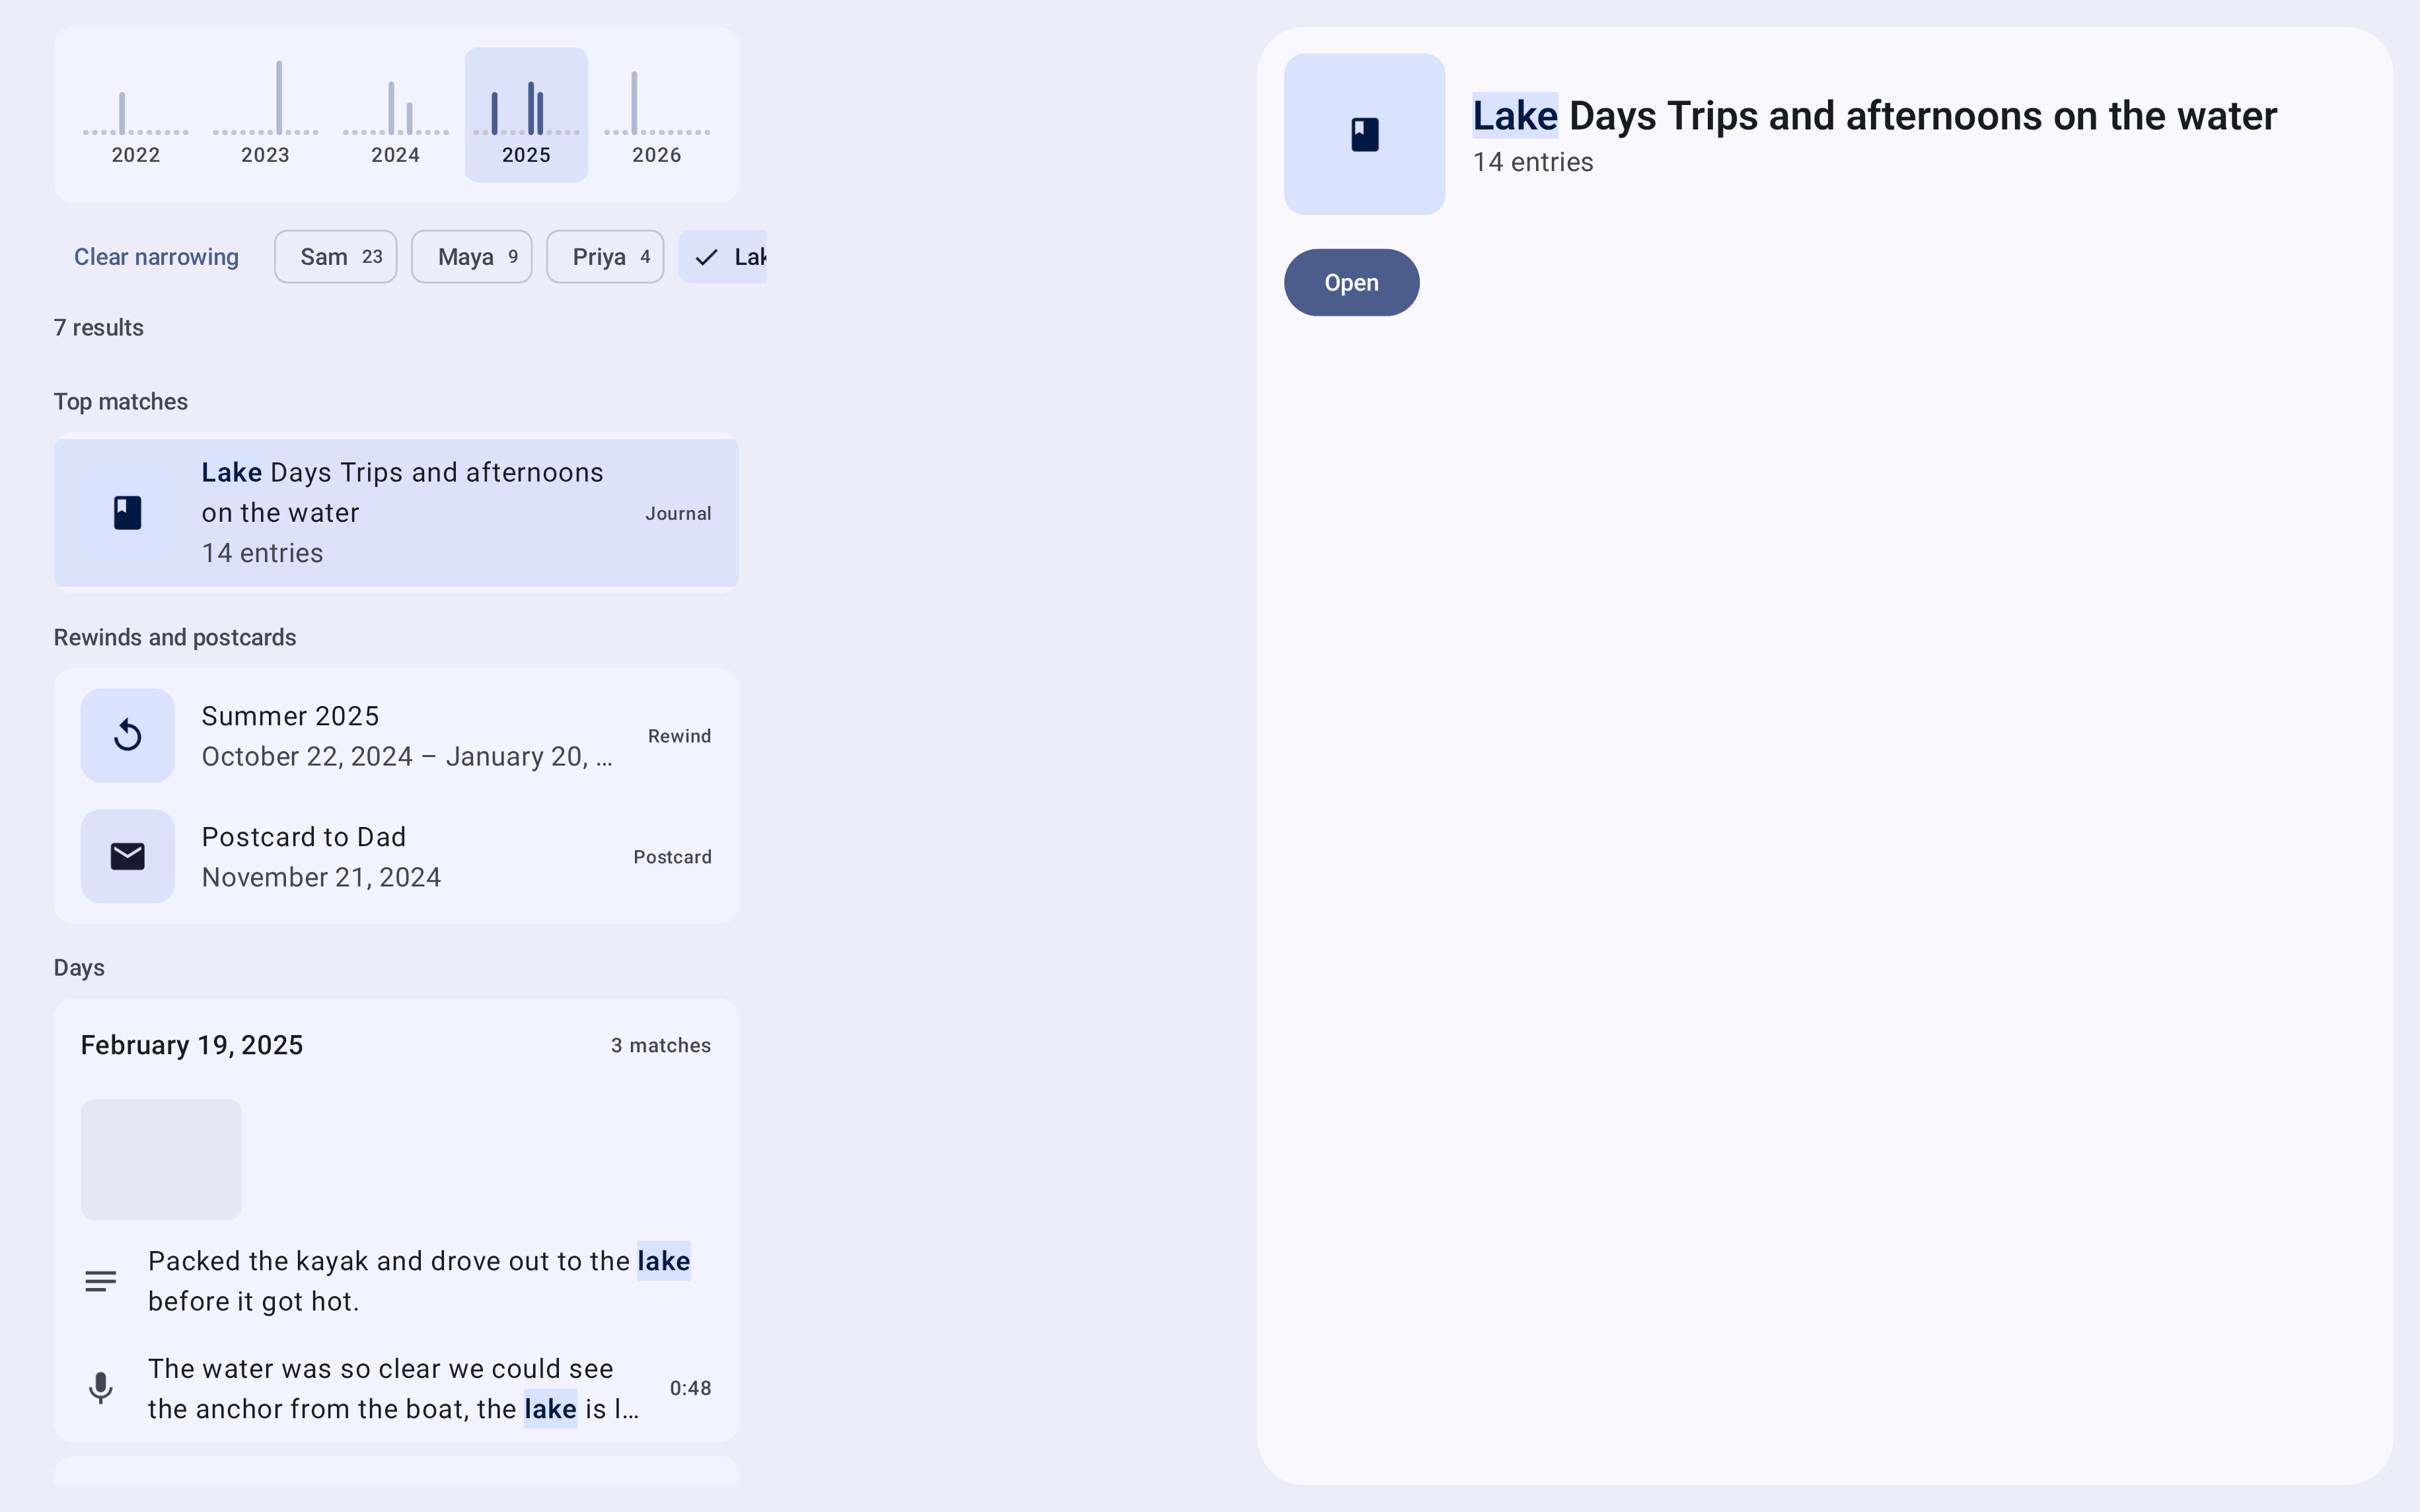 2022 2023 2024 2025 2026
Clear narrowing Sam 23 Maya 9 Priya 4 Lak
7 results
Top matches
Lake Days Trips and afternoons
on the water
14 entries
Journal
Rewinds and postcards
Summer 2025
October 22, 2024 – January 20, …
Rewind
Postcard to Dad
November 21, 2024
Postcard
Days
February 19, 2025 3 matches
Packed the kayak and drove out to the lake
before it got hot.
The water was so clear we could see
the anchor from the boat, the lake is l…
0:48
Lake Days Trips and afternoons on the water
14 entries
Open